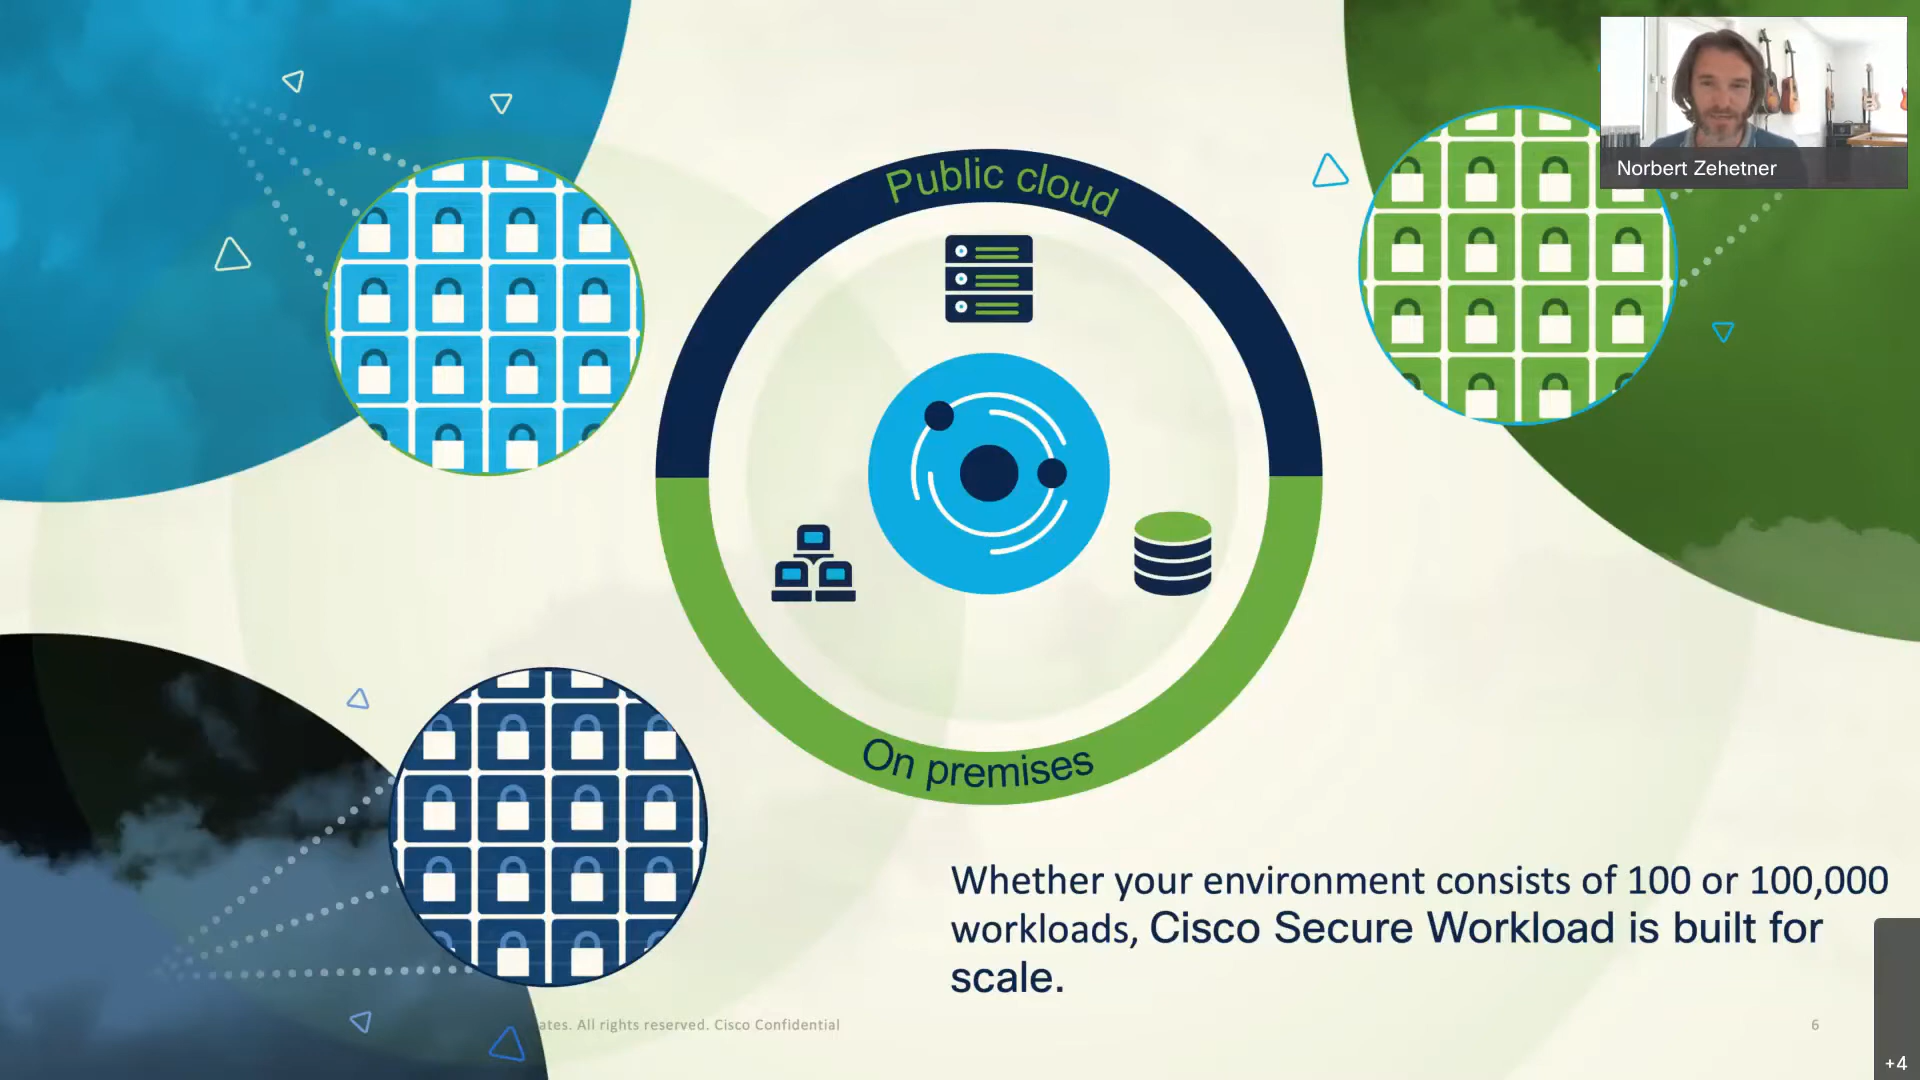 Norbert Zehetner
Public cloud
On premises
Whether your environment consists of 100 or 100,000
workloads, Cisco Secure Workload is built for
scale.
ates. All rights reserved. Cisco Confidential
6
+4